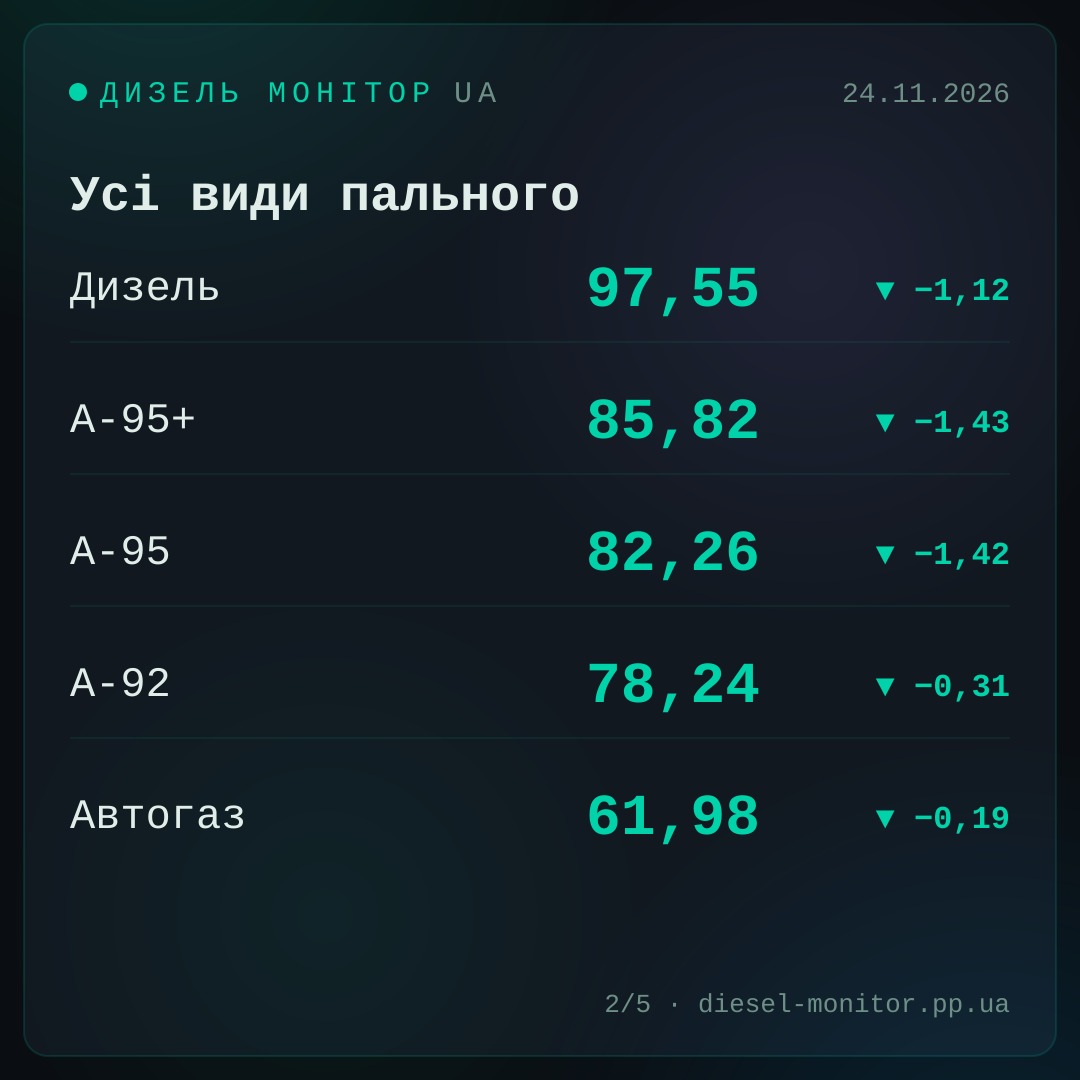 ДИЗЕЛЬ МОНІТОР UA 24.11.2026
Усі види пального
Дизель 97,55 ▼ −1,12
А-95+ 85,82 ▼ −1,43
А-95 82,26 ▼ −1,42
А-92 78,24 ▼ −0,31
Автогаз 61,98 ▼ −0,19
2/5 · diesel-monitor.pp.ua